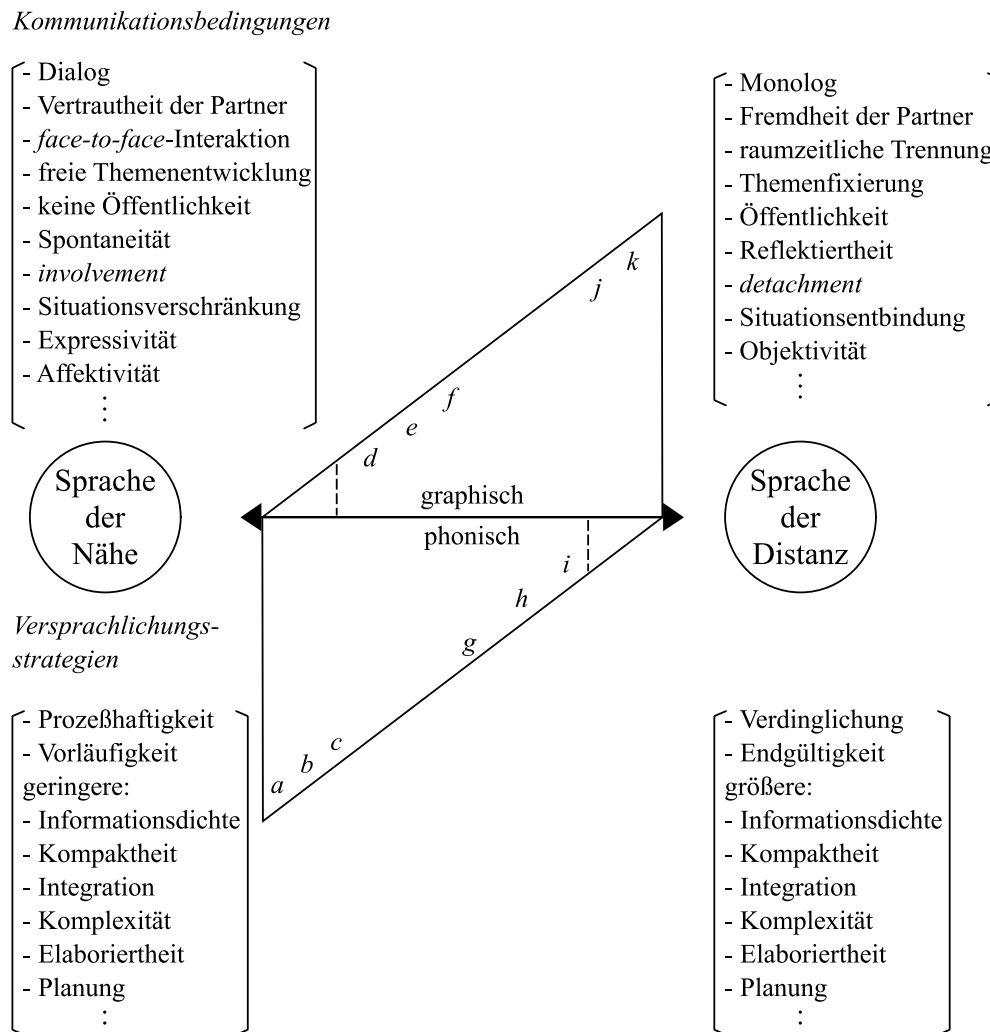 Kommunikationsbedingungen
- Dialog
- Vertrautheit der Partner
- face-to-face-Interaktion
- freie Themenentwicklung
- keine Öffentlichkeit
- Spontaneität
- involvement
- Situationsverschränkung
- Expressivität
- Affektivität
⋮
- Monolog
- Fremdheit der Partner
- raumzeitliche Trennung
- Themenfixierung
- Öffentlichkeit
- Reflektiertheit
- detachment
- Situationsentbindung
- Objektivität
⋮
k
j
f
e
d
Sprache
der
Nähe
graphisch
phonisch
Sprache
der
Distanz
i
h
g
c
b
a
Versprachlichungs-
strategien
- Prozeßhaftigkeit
- Vorläufigkeit
geringere:
- Informationsdichte
- Kompaktheit
- Integration
- Komplexität
- Elaboriertheit
- Planung
⋮
- Verdinglichung
- Endgültigkeit
größere:
- Informationsdichte
- Kompaktheit
- Integration
- Komplexität
- Elaboriertheit
- Planung
⋮